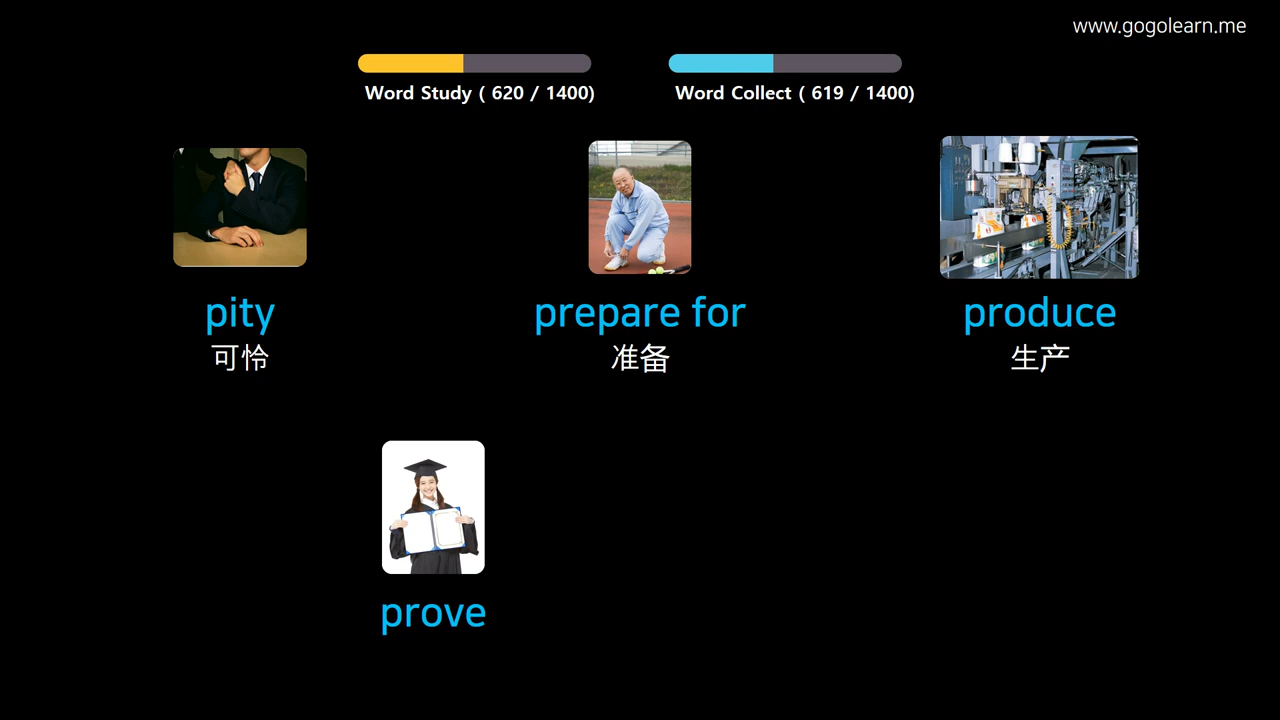 www.gogolearn.me
Word Study ( 620 / 1400)
Word Collect ( 619 / 1400)
pity
可怜
prepare for
准备
produce
生产
prove